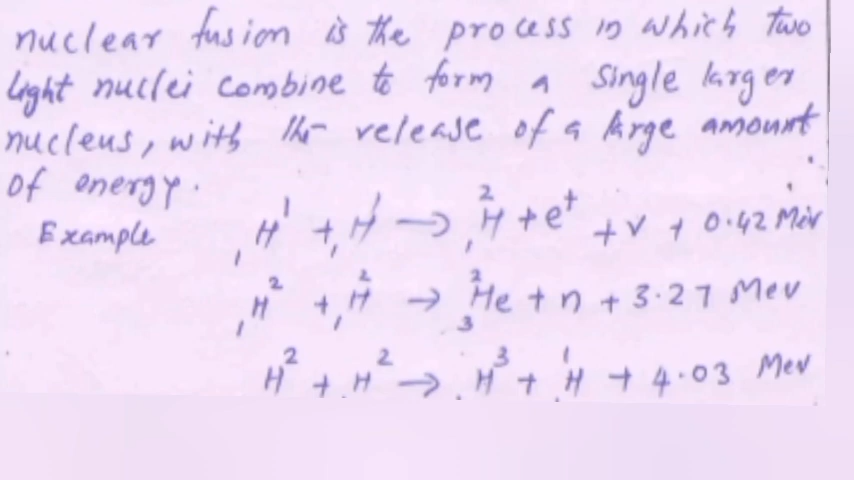 nuclear fusion is the process in which two
light nuclei combine to form a single larger
nucleus, with the release of a large amount
of energy.
Example ₁H¹ + ₁H¹ → ₁H² + e⁺ + ν + 0.42 Mev
₁H² + ₁H² → ₃He² + n + 3.27 Mev
H² + H² → H³ + H¹ + 4.03 Mev